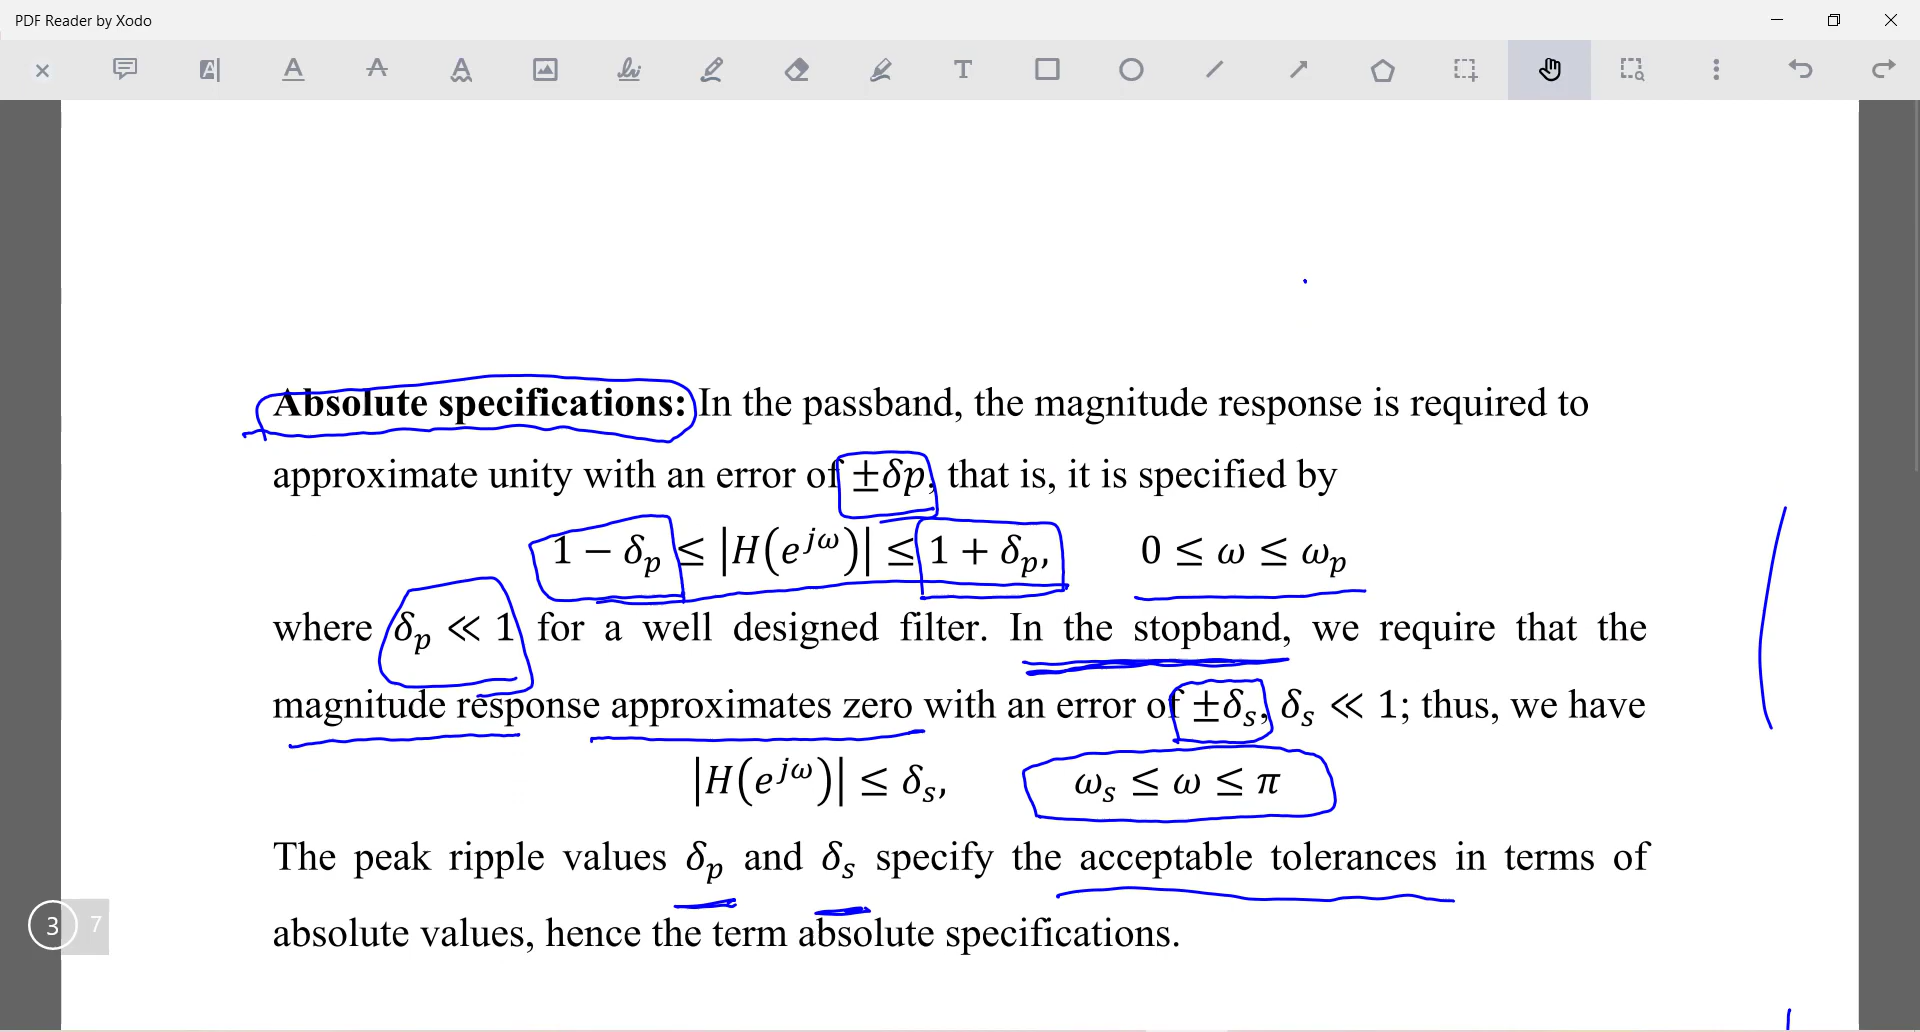 PDF Reader by Xodo
Absolute specifications: In the passband, the magnitude response is required to
approximate unity with an error of ±δp, that is, it is specified by
1 − δₚ ≤ |H(e^{jω})| ≤ 1 + δₚ, 0 ≤ ω ≤ ωₚ
where δₚ ≪ 1 for a well designed filter. In the stopband, we require that the
magnitude response approximates zero with an error of ±δₛ, δₛ ≪ 1; thus, we have
|H(e^{jω})| ≤ δₛ, ωₛ ≤ ω ≤ π
The peak ripple values δₚ and δₛ specify the acceptable tolerances in terms of
absolute values, hence the term absolute specifications.
3 7